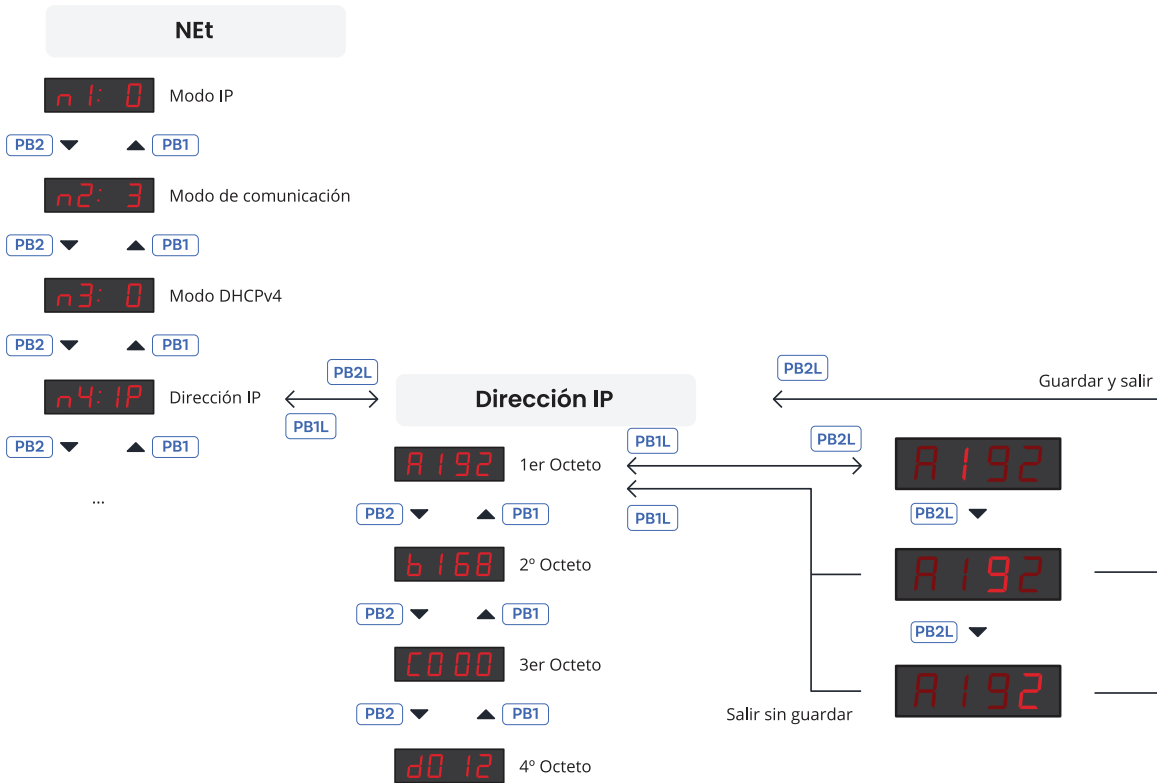 NEt
n1: 0 Modo IP
PB2 PB1
n2: 3 Modo de comunicación
PB2 PB1
n3: 0 Modo DHCPv4
PB2 PB1
n4:IP Dirección IP
PB2 PB1
...
PB2L
PB1L
Dirección IP
A192 1er Octeto
PB2 PB1
b168 2º Octeto
PB2 PB1
C000 3er Octeto
PB2 PB1
d012 4º Octeto
PB2L
Guardar y salir
PB1L
PB2L
PB1L
A192
PB2L
A192
PB2L
A192
Salir sin guardar